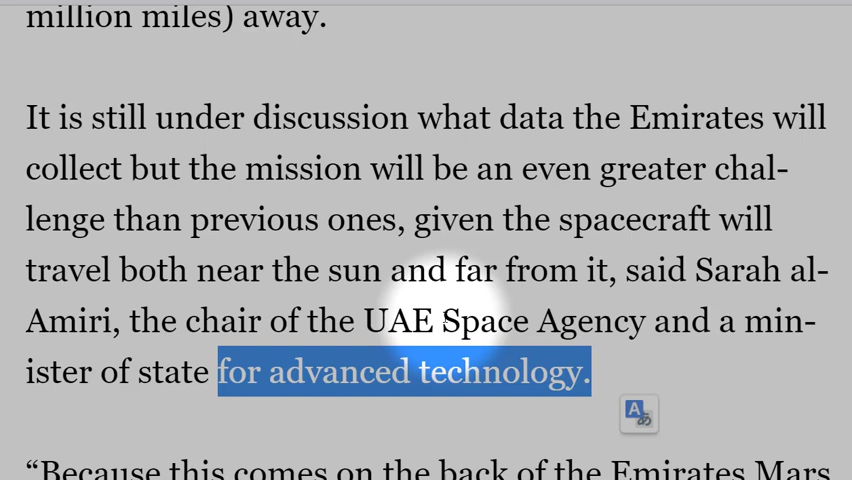 million miles) away.
It is still under discussion what data the Emirates will
collect but the mission will be an even greater chal-
lenge than previous ones, given the spacecraft will
travel both near the sun and far from it, said Sarah al-
Amiri, the chair of the UAE Space Agency and a min-
ister of state for advanced technology.
“Because this comes on the back of the Emirates Mars